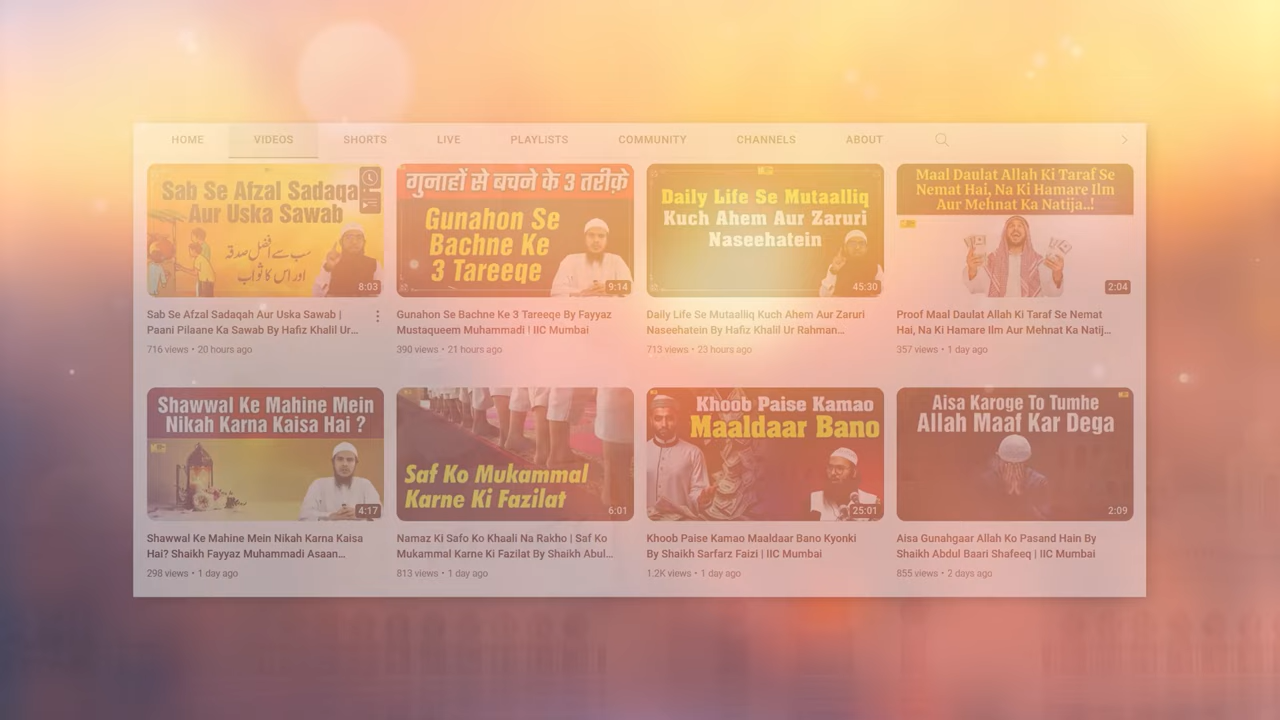 HOME VIDEOS SHORTS LIVE PLAYLISTS COMMUNITY CHANNELS ABOUT
Sab Se Afzal Sadaqa
Aur Uska Sawab
سب سے افضل صدقہ
اور اس کا ثواب
8:03
गुनाहों से बचने के 3 तरीक़े
Gunahon Se
Bachne Ke
3 Tareeqe
9:14
Daily Life Se Mutaalliq
Kuch Ahem Aur Zaruri
Naseehatein
45:30
Maal Daulat Allah Ki Taraf Se
Nemat Hai, Na Ki Hamare Ilm
Aur Mehnat Ka Natija..!
2:04
Sab Se Afzal Sadaqah Aur Uska Sawab |
Paani Pilaane Ka Sawab By Hafiz Khalil Ur...
716 views • 20 hours ago
Gunahon Se Bachne Ke 3 Tareeqe By Fayyaz
Mustaqueem Muhammadi | IIC Mumbai
390 views • 21 hours ago
Daily Life Se Mutaalliq Kuch Ahem Aur Zaruri
Naseehatein By Hafiz Khalil Ur Rahman...
713 views • 23 hours ago
Proof Maal Daulat Allah Ki Taraf Se Nemat
Hai, Na Ki Hamare Ilm Aur Mehnat Ka Natij...
357 views • 1 day ago
Shawwal Ke Mahine Mein
Nikah Karna Kaisa Hai ?
4:17
Saf Ko Mukammal
Karne Ki Fazilat
6:01
Khoob Paise Kamao
Maaldaar Bano
25:01
Aisa Karoge To Tumhe
Allah Maaf Kar Dega
2:09
Shawwal Ke Mahine Mein Nikah Karna Kaisa
Hai? Shaikh Fayyaz Muhammadi Asaan...
298 views • 1 day ago
Namaz Ki Safo Ko Khaali Na Rakho | Saf Ko
Mukammal Karne Ki Fazilat By Shaikh Abul...
813 views • 1 day ago
Khoob Paise Kamao Maaldaar Bano Kyonki
By Shaikh Sarfarz Faizi | IIC Mumbai
1.2K views • 1 day ago
Aisa Gunahgaar Allah Ko Pasand Hain By
Shaikh Abdul Baari Shafeeq | IIC Mumbai
855 views • 2 days ago